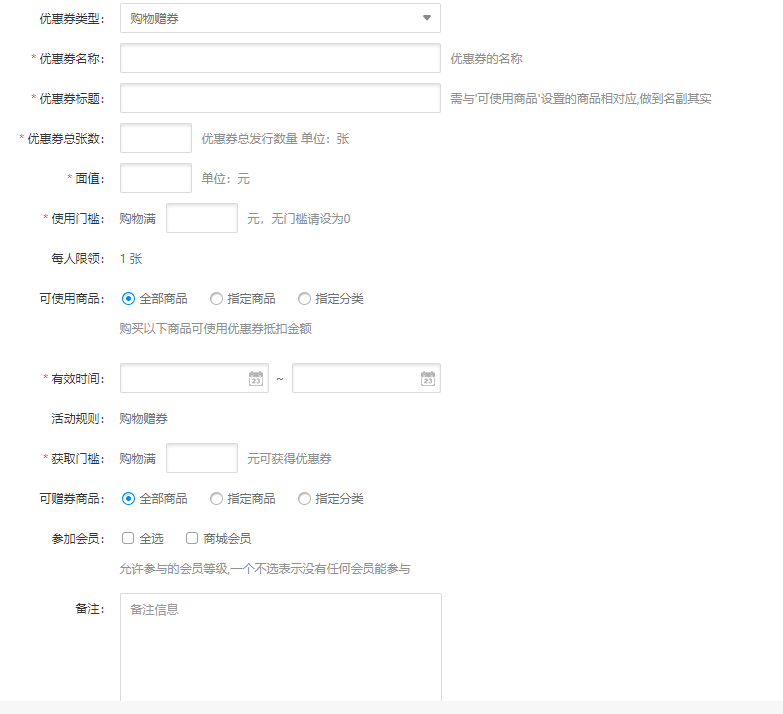 优惠券类型： 购物赠券
* 优惠券名称： 优惠券的名称
* 优惠券标题： 需与'可使用商品'设置的商品相对应,做到名副其实
* 优惠券总张数： 优惠券总发行数量 单位：张
* 面值： 单位：元
* 使用门槛： 购物满 元，无门槛请设为0
每人限领： 1 张
可使用商品： 全部商品 指定商品 指定分类
购买以下商品可使用优惠券抵扣金额
* 有效时间： 23 ~ 23
活动规则： 购物赠券
* 获取门槛： 购物满 元可获得优惠券
可赠券商品： 全部商品 指定商品 指定分类
参加会员： 全选 商城会员
允许参与的会员等级,一个不选表示没有任何会员能参与
备注： 备注信息